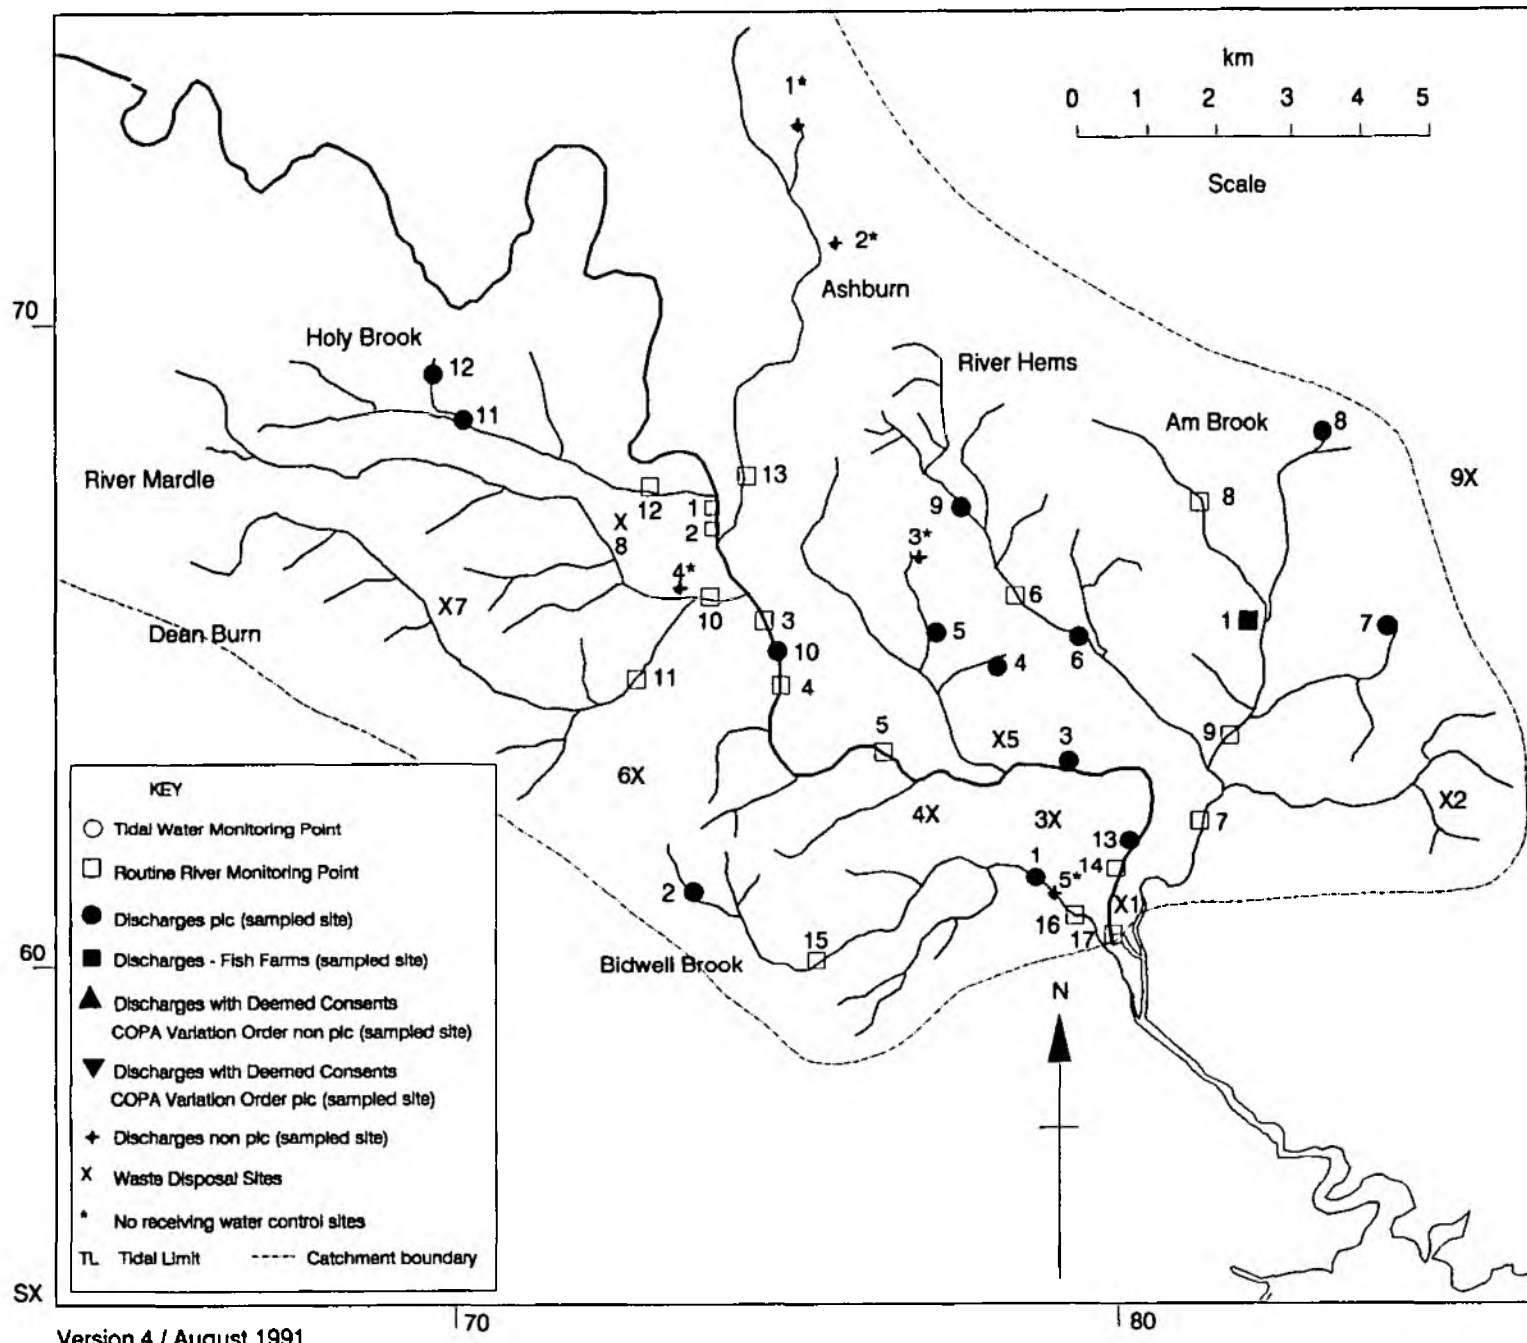 km
0 1 2 3 4 5
Scale
1*
2*
Ashburn
70
Holy Brook
12
11
River Hems
Am Brook
8
9X
River Mardle
13
12
1
2
X
8
9
8
3*
4*
10
3
6
1
7
X7
Dean Burn
5
6
10
11
4
4
5
X5
3
9
6X
4X
3X
X2
7
13
14
1
5*
2
16
X1
17
15
60
Bidwell Brook
N
KEY
Tidal Water Monitoring Point
Routine River Monitoring Point
Discharges plc (sampled site)
Discharges - Fish Farms (sampled site)
Discharges with Deemed Consents
COPA Variation Order non plc (sampled site)
Discharges with Deemed Consents
COPA Variation Order plc (sampled site)
Discharges non plc (sampled site)
X Waste Disposal Sites
* No receiving water control sites
TL Tidal Limit ---- Catchment boundary
SX
70
80
Version 4 / August 1991